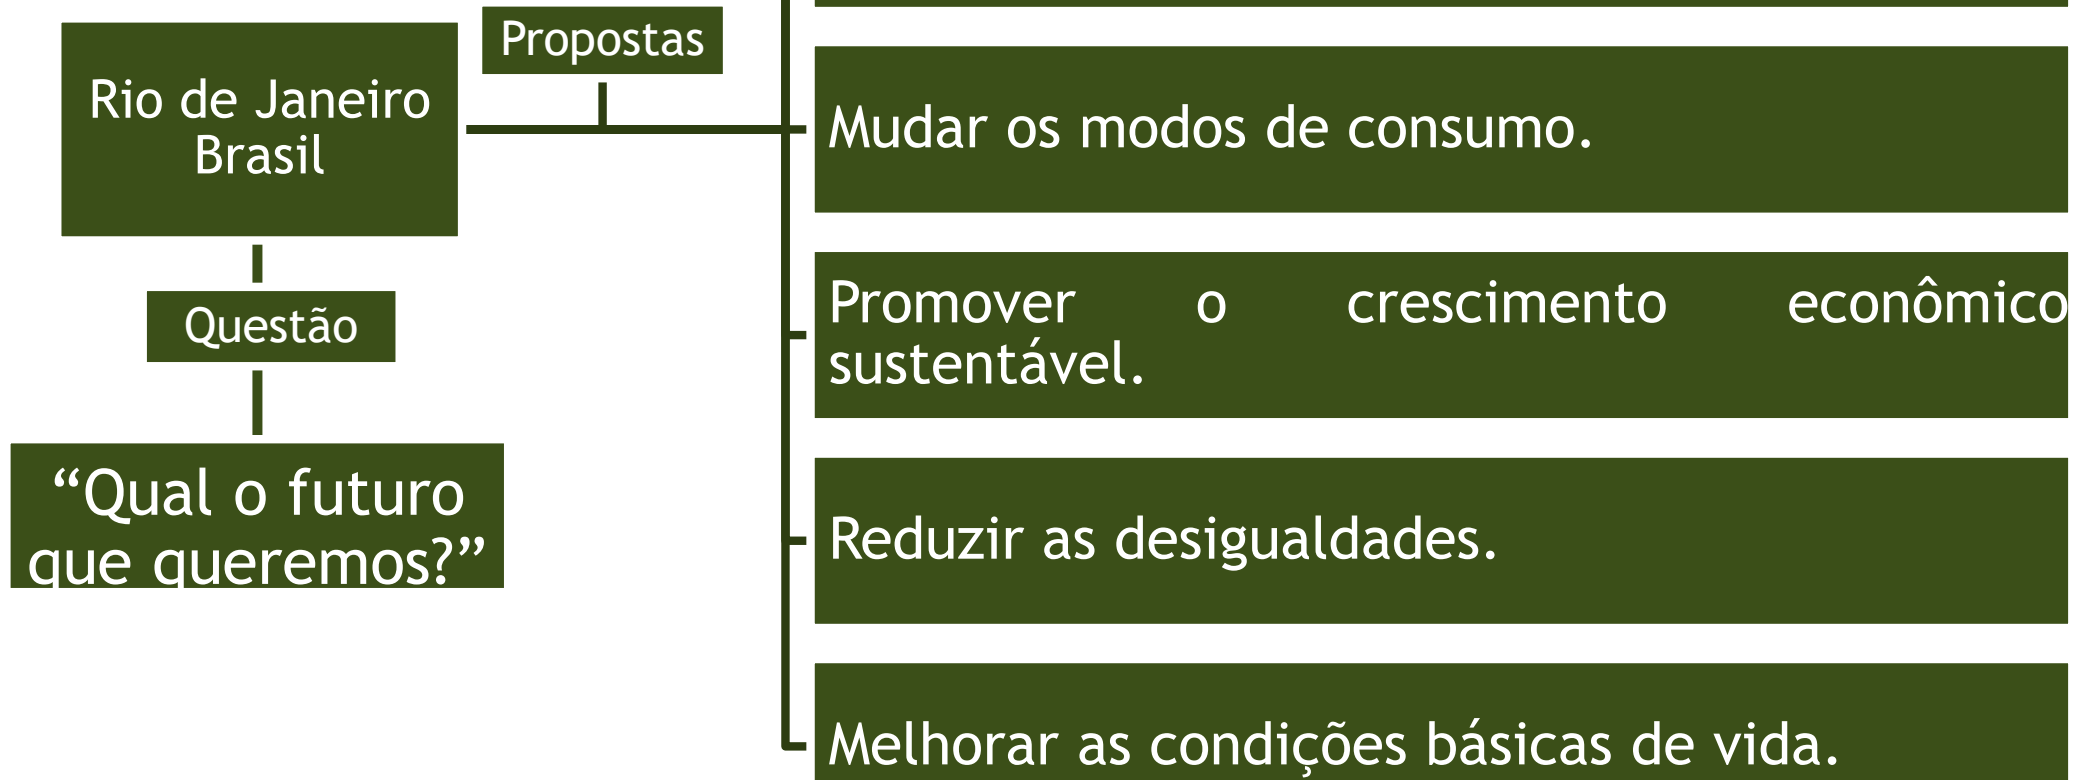 Propostas
Rio de Janeiro
Brasil
Questão
“Qual o futuro
que queremos?”
Mudar os modos de consumo.
Promover o crescimento econômico
sustentável.
Reduzir as desigualdades.
Melhorar as condições básicas de vida.